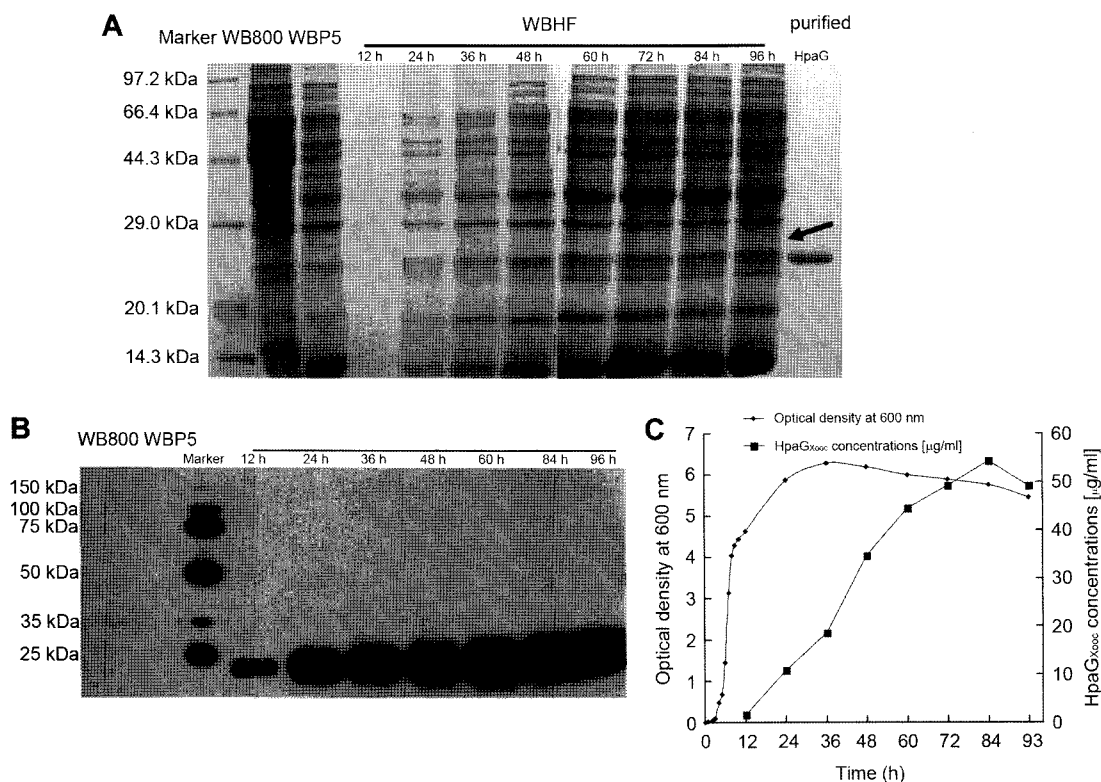 A
WBHF
purified
Marker WB800 WBP5
12 h 24 h 36 h 48 h 60 h 72 h 84 h 96 h HpaG
97.2 kDa
66.4 kDa
44.3 kDa
29.0 kDa
20.1 kDa
14.3 kDa
B
WB800 WBP5
Marker 12 h 24 h 36 h 48 h 60 h 84 h 96 h
150 kDa
100 kDa
75 kDa
50 kDa
35 kDa
25 kDa
C
Optical density at 600 nm
HpaGXooc concentrations [μg/ml]
7
6
5
4
3
2
1
0
Optical density at 600 nm
60
50
40
30
20
10
0
HpaGXooc concentrations [μg/ml]
0 12 24 36 48 60 72 84 93
Time (h)